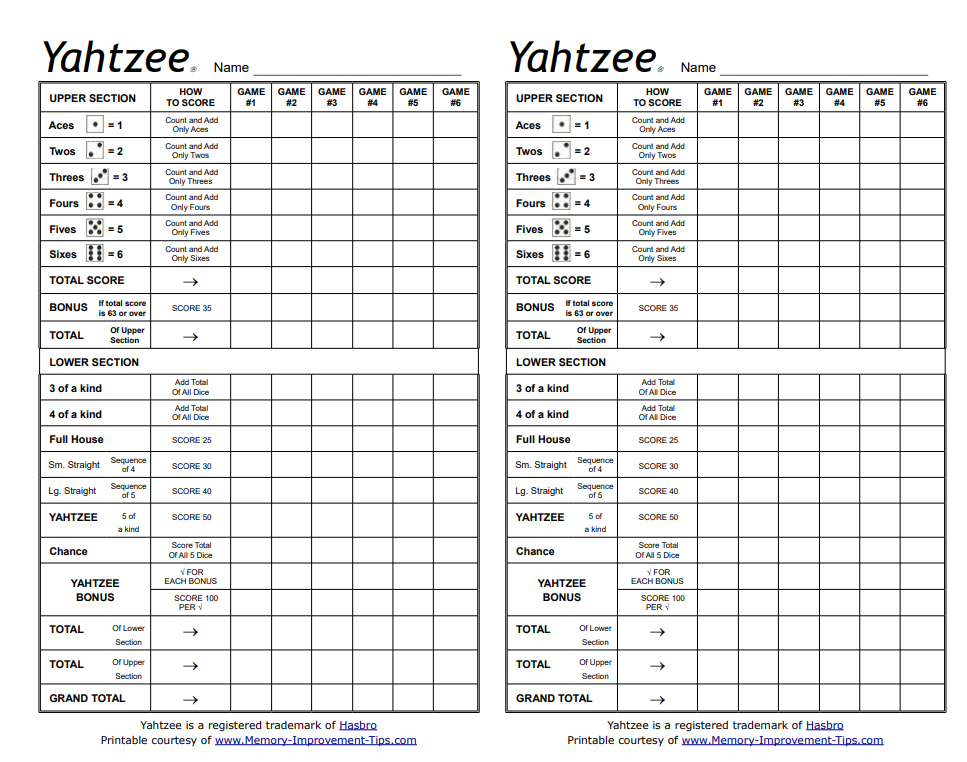 Yahtzee® Name
UPPER SECTION HOW TO SCORE GAME #1 GAME #2 GAME #3 GAME #4 GAME #5 GAME #6
Aces = 1 Count and Add Only Aces
Twos = 2 Count and Add Only Twos
Threes = 3 Count and Add Only Threes
Fours = 4 Count and Add Only Fours
Fives = 5 Count and Add Only Fives
Sixes = 6 Count and Add Only Sixes
TOTAL SCORE →
BONUS If total score is 63 or over SCORE 35
TOTAL Of Upper Section →
LOWER SECTION
3 of a kind Add Total Of All Dice
4 of a kind Add Total Of All Dice
Full House SCORE 25
Sm. Straight Sequence of 4 SCORE 30
Lg. Straight Sequence of 5 SCORE 40
YAHTZEE 5 of a kind SCORE 50
Chance Score Total Of All 5 Dice
YAHTZEE BONUS √ FOR EACH BONUS
SCORE 100 PER √
TOTAL Of Lower Section →
TOTAL Of Upper Section →
GRAND TOTAL →
Yahtzee is a registered trademark of Hasbro
Printable courtesy of www.Memory-Improvement-Tips.com
Yahtzee® Name
UPPER SECTION HOW TO SCORE GAME #1 GAME #2 GAME #3 GAME #4 GAME #5 GAME #6
Aces = 1 Count and Add Only Aces
Twos = 2 Count and Add Only Twos
Threes = 3 Count and Add Only Threes
Fours = 4 Count and Add Only Fours
Fives = 5 Count and Add Only Fives
Sixes = 6 Count and Add Only Sixes
TOTAL SCORE →
BONUS If total score is 63 or over SCORE 35
TOTAL Of Upper Section →
LOWER SECTION
3 of a kind Add Total Of All Dice
4 of a kind Add Total Of All Dice
Full House SCORE 25
Sm. Straight Sequence of 4 SCORE 30
Lg. Straight Sequence of 5 SCORE 40
YAHTZEE 5 of a kind SCORE 50
Chance Score Total Of All 5 Dice
YAHTZEE BONUS √ FOR EACH BONUS
SCORE 100 PER √
TOTAL Of Lower Section →
TOTAL Of Upper Section →
GRAND TOTAL →
Yahtzee is a registered trademark of Hasbro
Printable courtesy of www.Memory-Improvement-Tips.com